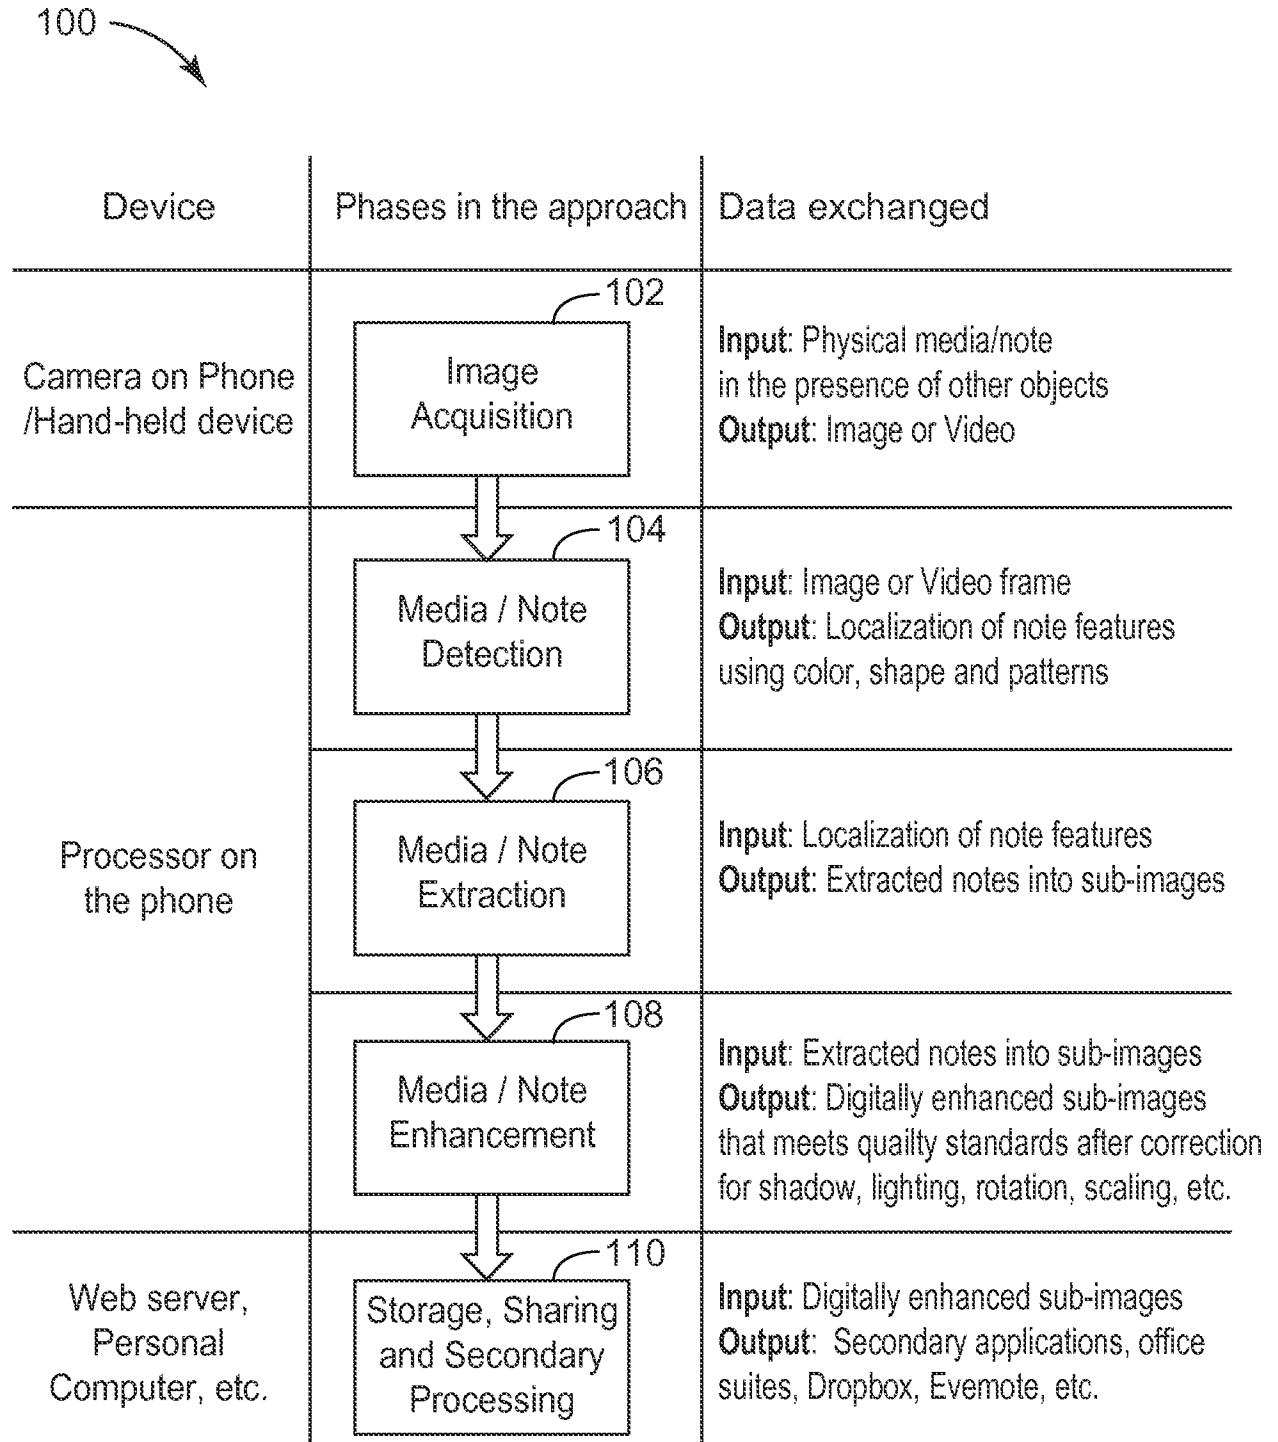 100
Device
Phases in the approach
Data exchanged
Camera on Phone
/Hand-held device
102
Image
Acquisition
Input: Physical media/note
in the presence of other objects
Output: Image or Video
Processor on
the phone
104
Media / Note
Detection
Input: Image or Video frame
Output: Localization of note features
using color, shape and patterns
106
Media / Note
Extraction
Input: Localization of note features
Output: Extracted notes into sub-images
108
Media / Note
Enhancement
Input: Extracted notes into sub-images
Output: Digitally enhanced sub-images
that meets quailty standards after correction
for shadow, lighting, rotation, scaling, etc.
Web server,
Personal
Computer, etc.
110
Storage, Sharing
and Secondary
Processing
Input: Digitally enhanced sub-images
Output: Secondary applications, office
suites, Dropbox, Evemote, etc.